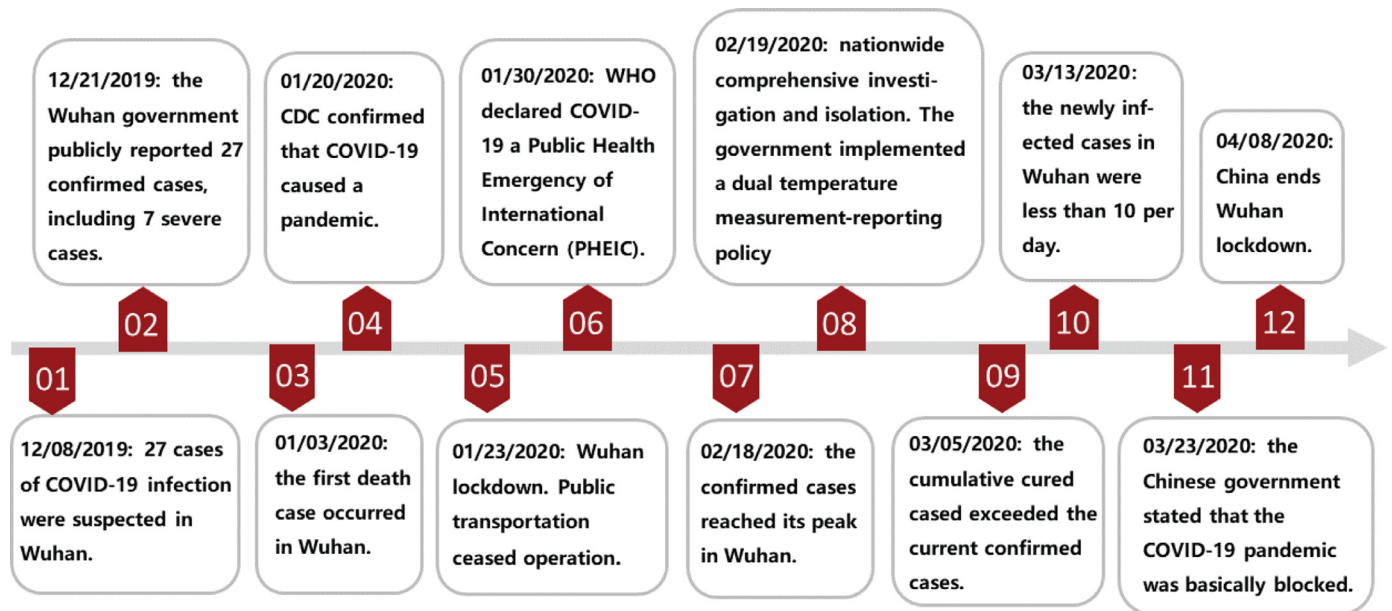 01
12/08/2019: 27 cases
of COVID-19 infection
were suspected in
Wuhan.
02
12/21/2019: the
Wuhan government
publicly reported 27
confirmed cases,
including 7 severe
cases.
03
01/03/2020:
the first death
case occurred
in Wuhan.
04
01/20/2020:
CDC confirmed
that COVID-19
caused a
pandemic.
05
01/23/2020: Wuhan
lockdown. Public
transportation
ceased operation.
06
01/30/2020: WHO
declared COVID-
19 a Public Health
Emergency of
International
Concern (PHEIC).
07
02/18/2020: the
confirmed cases
reached its peak
in Wuhan.
08
02/19/2020: nationwide
comprehensive investi-
gation and isolation. The
government implemented
a dual temperature
measurement-reporting
policy
09
03/05/2020: the
cumulative cured
cased exceeded the
current confirmed
cases.
10
03/13/2020:
the newly inf-
ected cases in
Wuhan were
less than 10 per
day.
11
03/23/2020: the
Chinese government
stated that the
COVID-19 pandemic
was basically blocked.
12
04/08/2020:
China ends
Wuhan
lockdown.